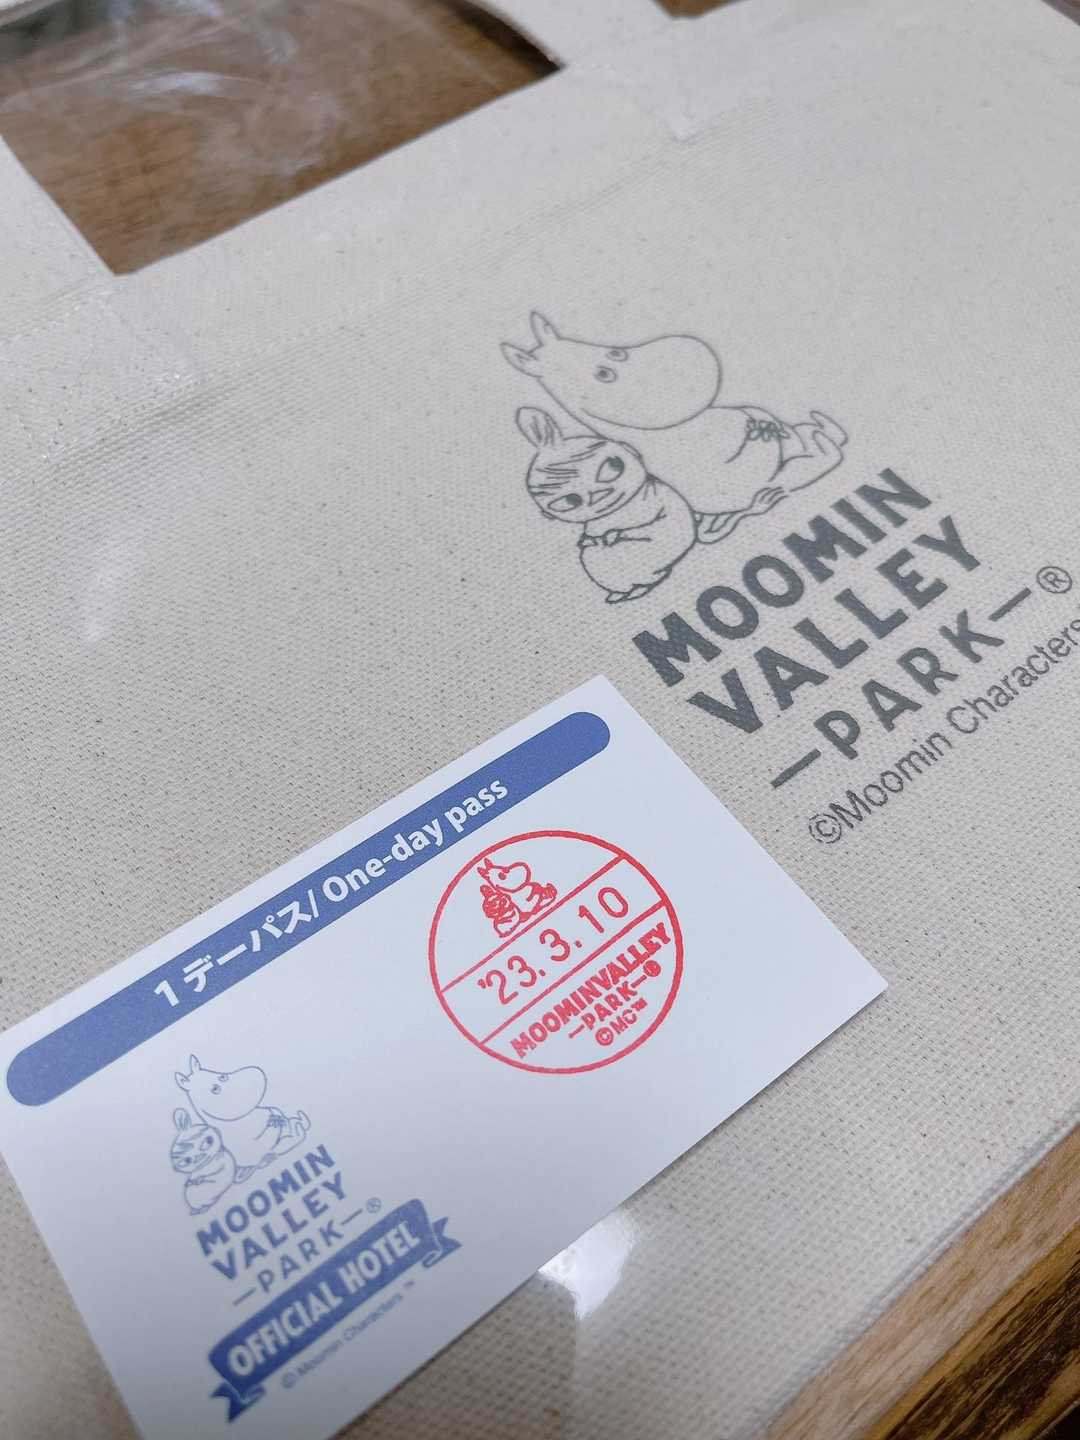 MOOMIN
VALLEY
—PARK—®
©Moomin Characters
1デーパス/ One-day pass
'23. 3. 10
MOOMINVALLEY
—PARK—®
©MC™
MOOMIN
VALLEY
—PARK—®
OFFICIAL HOTEL
©Moomin Characters ™